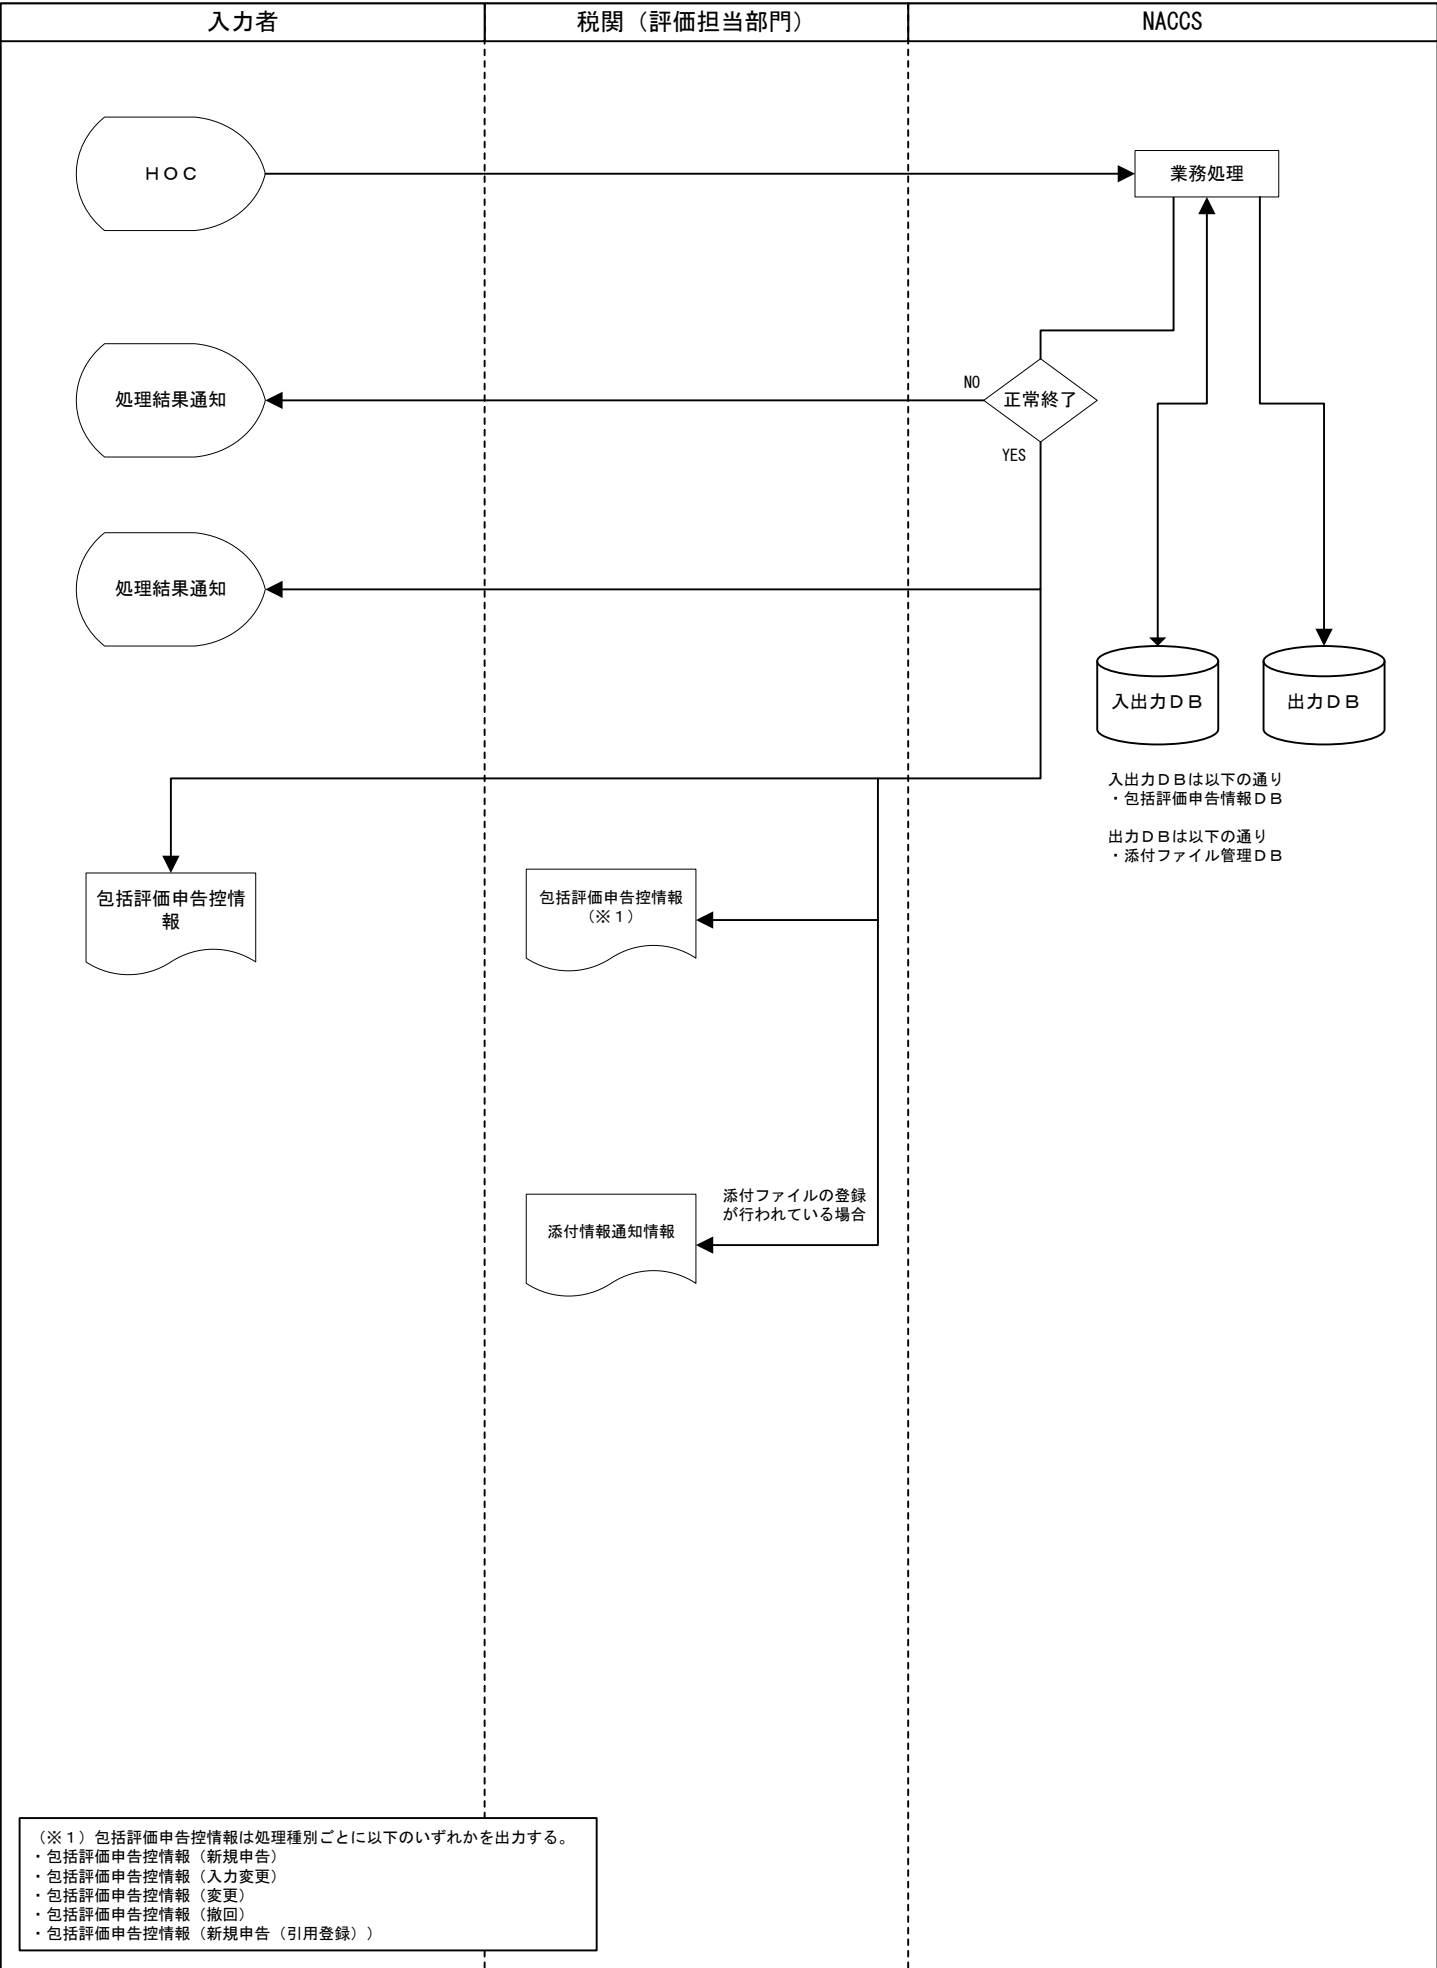 入力者
税関（評価担当部門）
NACCS
ＨＯＣ
業務処理
処理結果通知
NO
正常終了
YES
処理結果通知
入出力ＤＢ
出力ＤＢ
入出力ＤＢは以下の通り
・包括評価申告情報ＤＢ
出力ＤＢは以下の通り
・添付ファイル管理ＤＢ
包括評価申告控情
報
包括評価申告控情報
（※１）
添付ファイルの登録
が行われている場合
添付情報通知情報
（※１）包括評価申告控情報は処理種別ごとに以下のいずれかを出力する。
・包括評価申告控情報（新規申告）
・包括評価申告控情報（入力変更）
・包括評価申告控情報（変更）
・包括評価申告控情報（撤回）
・包括評価申告控情報（新規申告（引用登録））